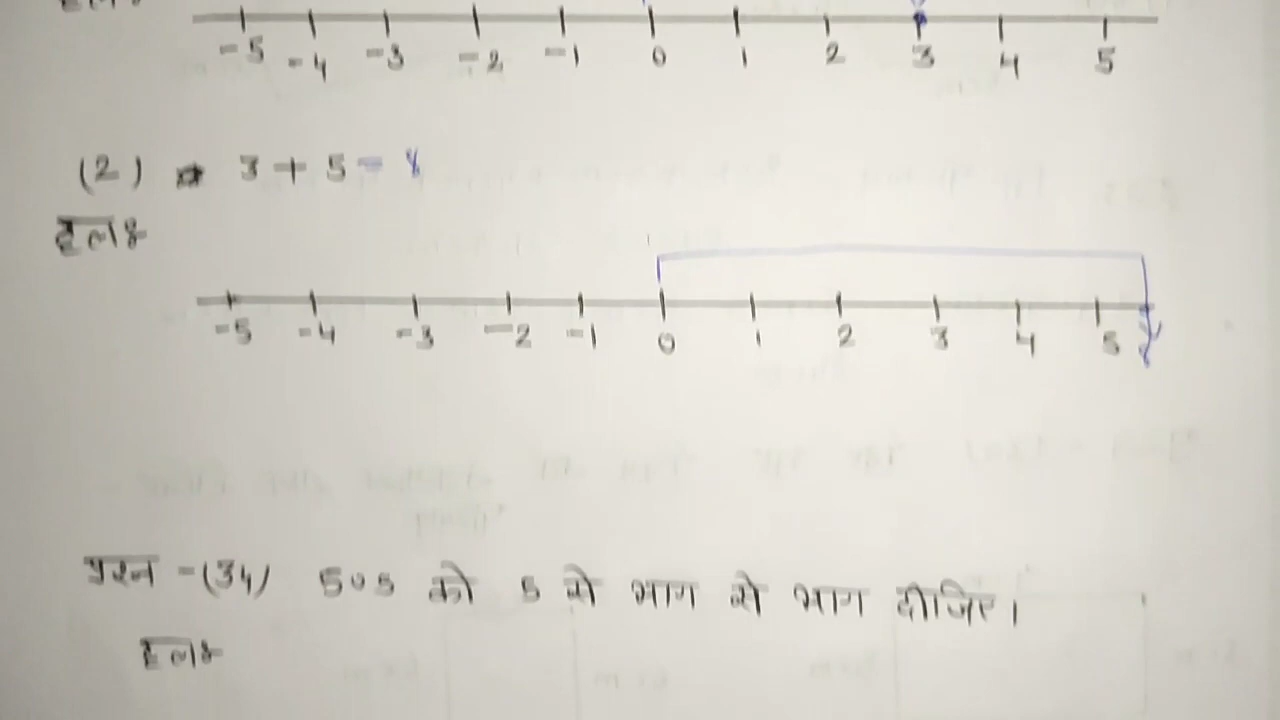 -5 -4 -3 -2 -1 0 1 2 3 4 5
(2) 3 + 5 = 8
हलः
-5 -4 -3 -2 -1 0 1 2 3 4 5 8
प्रश्न -(34) 505 को 5 से भाग से भाग दीजिए।
हलः